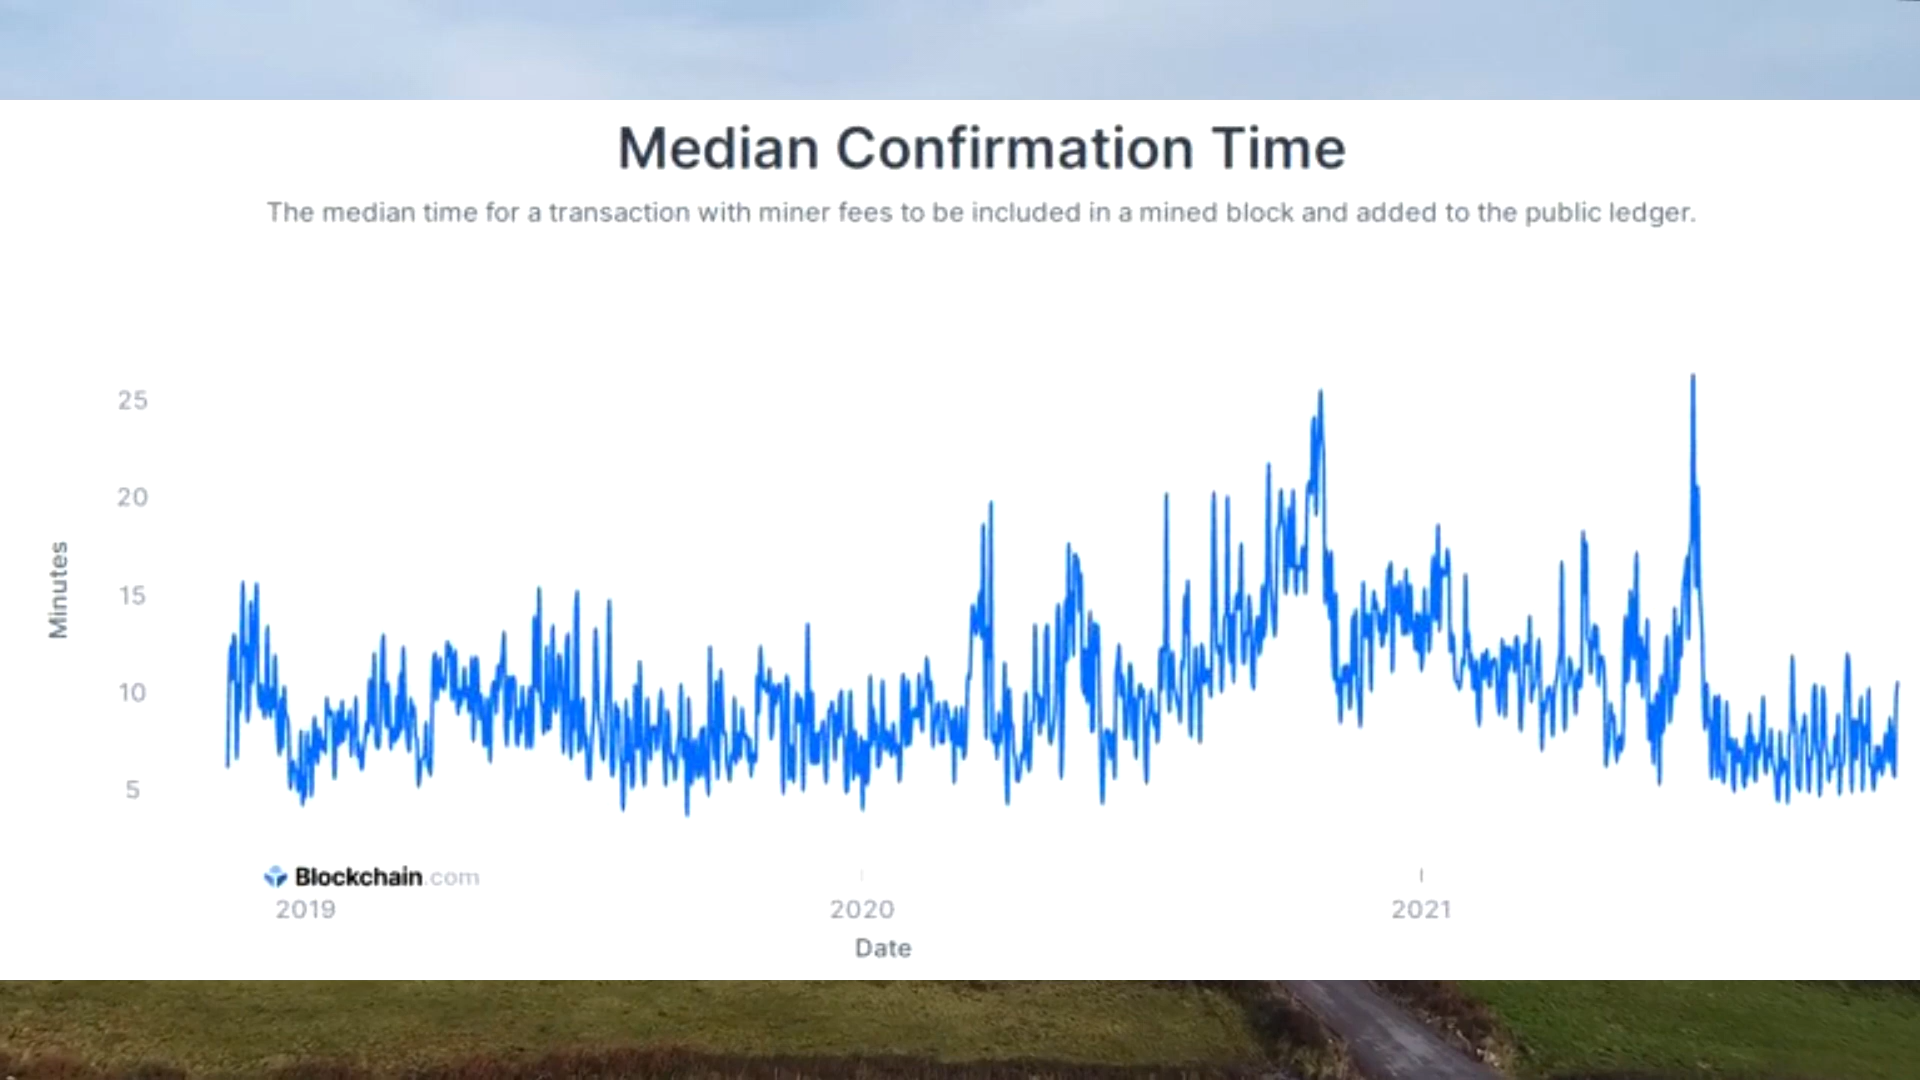 Median Confirmation Time
The median time for a transaction with miner fees to be included in a mined block and added to the public ledger.
25
20
15
10
5
Minutes
Blockchain.com
2019
2020
2021
Date